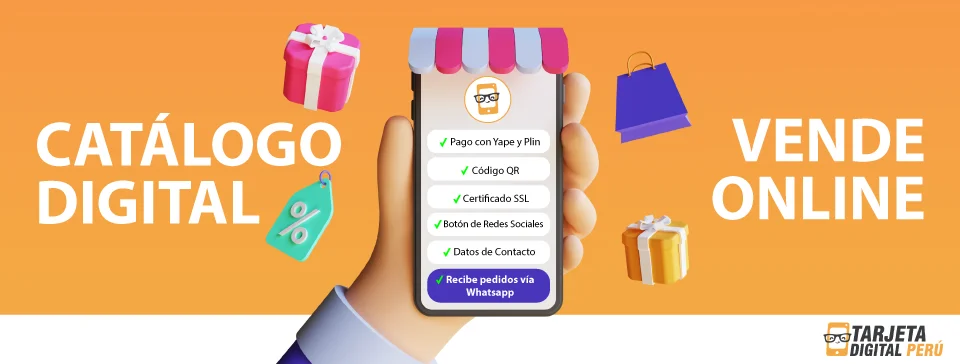 CATÁLOGO
DIGITAL
Pago con Yape y Plin
Código QR
Certificado SSL
Botón de Redes Sociales
Datos de Contacto
Recibe pedidos vía
Whatsapp
%
VENDE
ONLINE
TARJETA
DIGITAL PERÚ